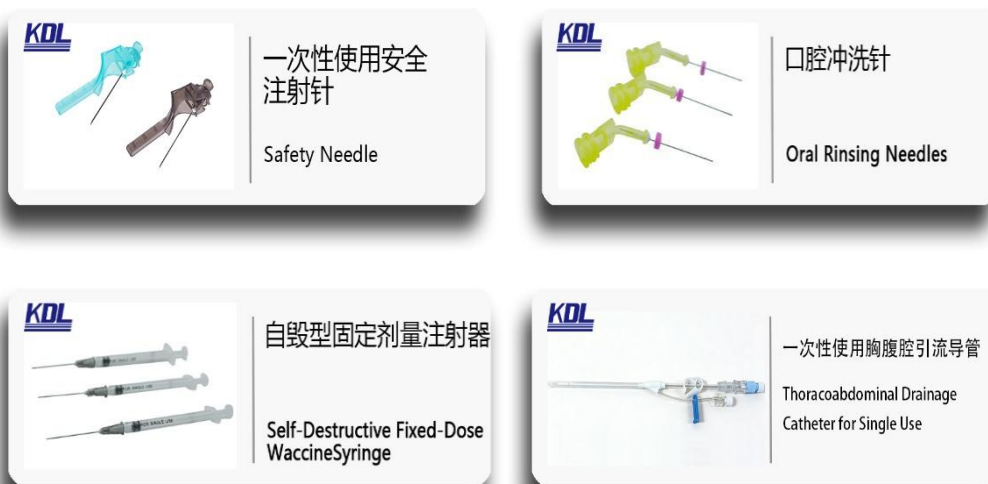 KDL
一次性使用安全
注射针
Safety Needle
KDL
口腔冲洗针
Oral Rinsing Needles
KDL
自毁型固定剂量注射器
Self-Destructive Fixed-Dose
WaccineSyringe
KDL
一次性使用胸腹腔引流导管
Thoracoabdominal Drainage
Catheter for Single Use